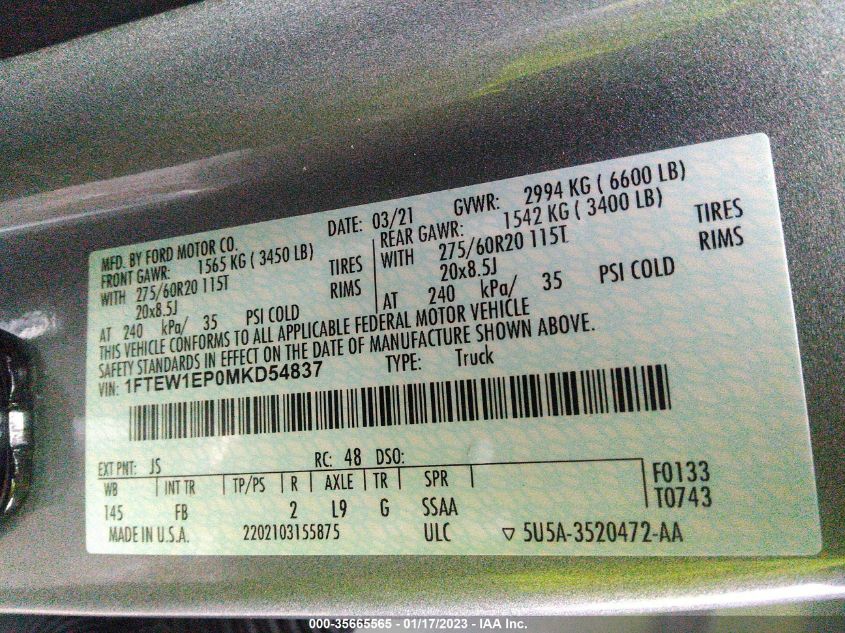 MFD. BY FORD MOTOR CO. DATE: 03/21 GVWR: 2994 KG ( 6600 LB)
FRONT GAWR: 1565 KG ( 3450 LB) REAR GAWR: 1542 KG ( 3400 LB)
WITH 275/60R20 115T TIRES WITH 275/60R20 115T TIRES
20x8.5J RIMS 20x8.5J RIMS
AT 240 kPa/ 35 PSI COLD AT 240 kPa/ 35 PSI COLD
THIS VEHICLE CONFORMS TO ALL APPLICABLE FEDERAL MOTOR VEHICLE
SAFETY STANDARDS IN EFFECT ON THE DATE OF MANUFACTURE SHOWN ABOVE.
VIN: 1FTEW1EP0MKD54837 TYPE: Truck
EXT PNT: JS RC: 48 DSO:
WB INT TR TP/PS R AXLE TR SPR F0133
145 FB 2 L9 G SSAA T0743
MADE IN U.S.A. 2202103155875 ULC ▽ 5U5A-3520472-AA
000-35665565 - 01/17/2023 - IAA Inc.